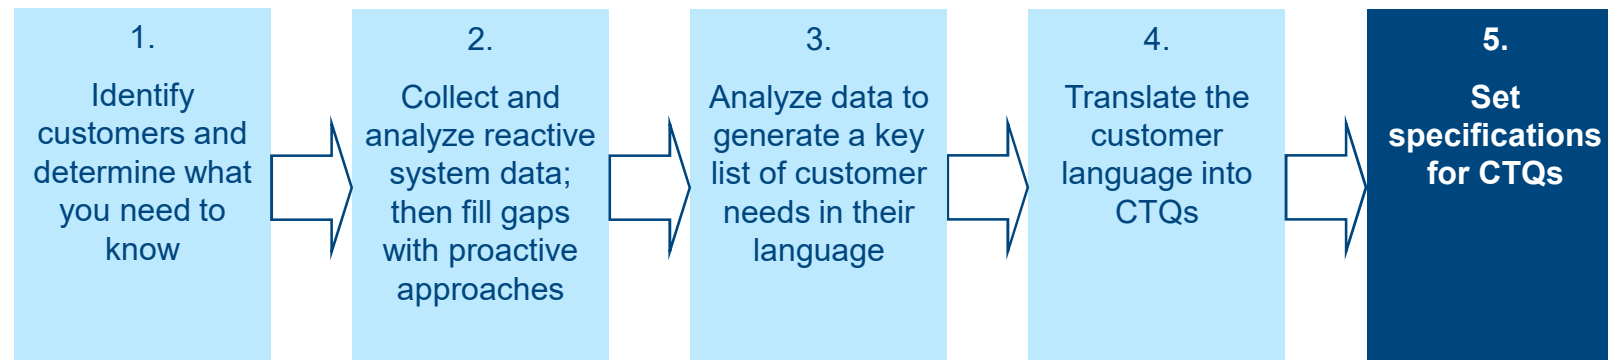 1.
Identify
customers and
determine what
you need to
know
2.
Collect and
analyze reactive
system data;
then fill gaps
with proactive
approaches
3.
Analyze data to
generate a key
list of customer
needs in their
language
4.
Translate the
customer
language into
CTQs
5.
Set
specifications
for CTQs